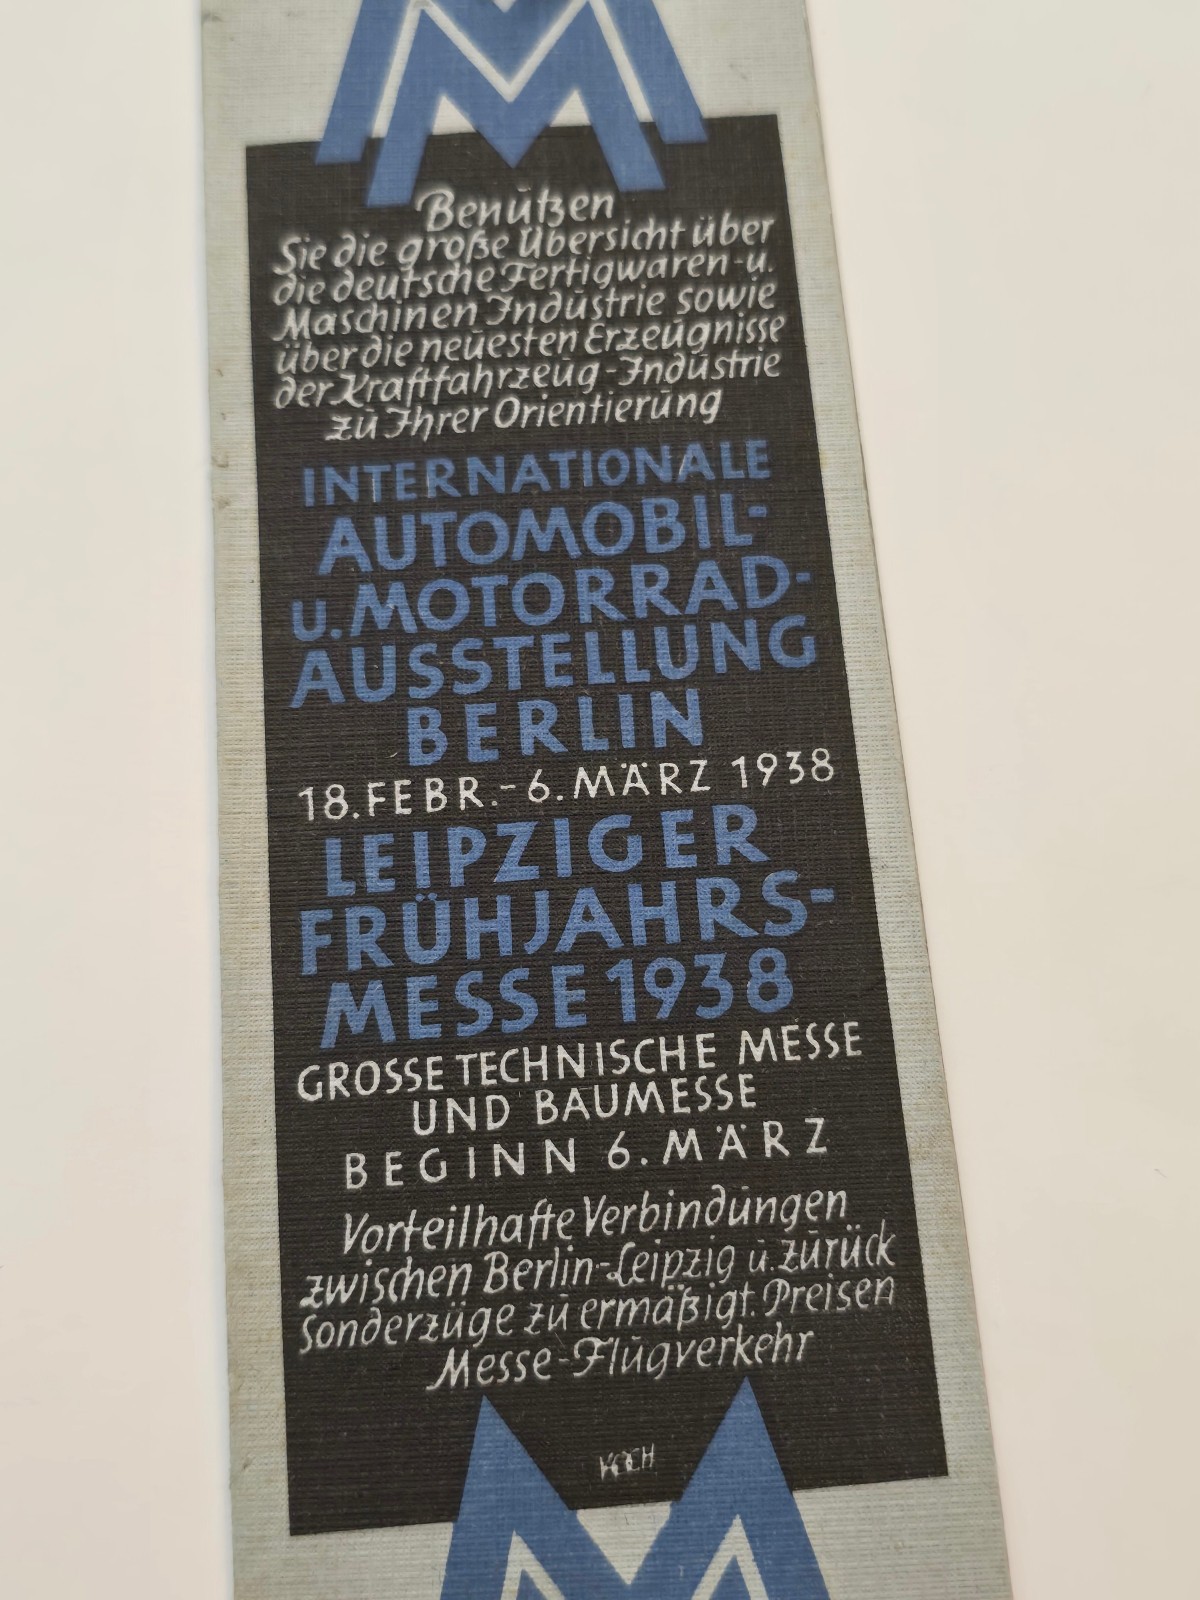 Benützen
Sie die große Übersicht über
die deutsche Fertigwaren-u.
Maschinen Industrie sowie
über die neuesten Erzeugnisse
der Kraftfahrzeug-Industrie
zu Ihrer Orientierung
INTERNATIONALE
AUTOMOBIL-
u. MOTORRAD-
AUSSTELLUNG
BERLIN
18. FEBR.- 6. MÄRZ 1938
LEIPZIGER
FRÜHJAHRS-
MESSE 1938
GROSSE TECHNISCHE MESSE
UND BAUMESSE
BEGINN 6. MÄRZ
Vorteilhafte Verbindungen
zwischen Berlin-Leipzig u. zurück
Sonderzüge zu ermäßigt. Preisen
Messe-Flugverkehr
KOCH